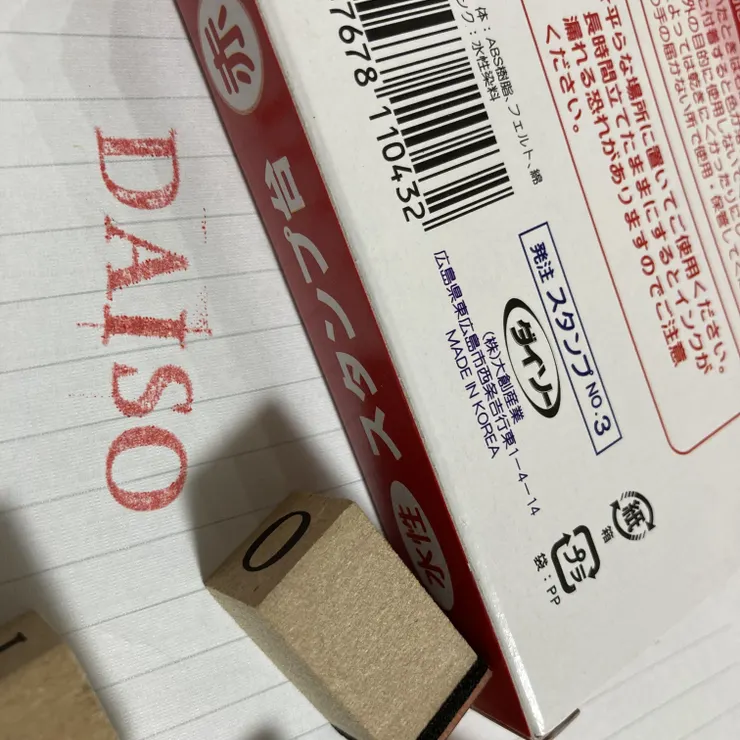 DAISO
赤
スタンプ台
水性
体：ABS樹脂、フェルト、綿
ンク：水性染料
7678 110432
平らな場所に置いてご使用ください。
長時間立てたままにするとインクが
漏れる恐れがありますのでご注意
ください。
発注 スタンプ NO.3
ダイソー
(株)大創産業
広島県東広島市西条吉行東1-4-14
MADE IN KOREA
紙
箱
プラ
袋：PP
O